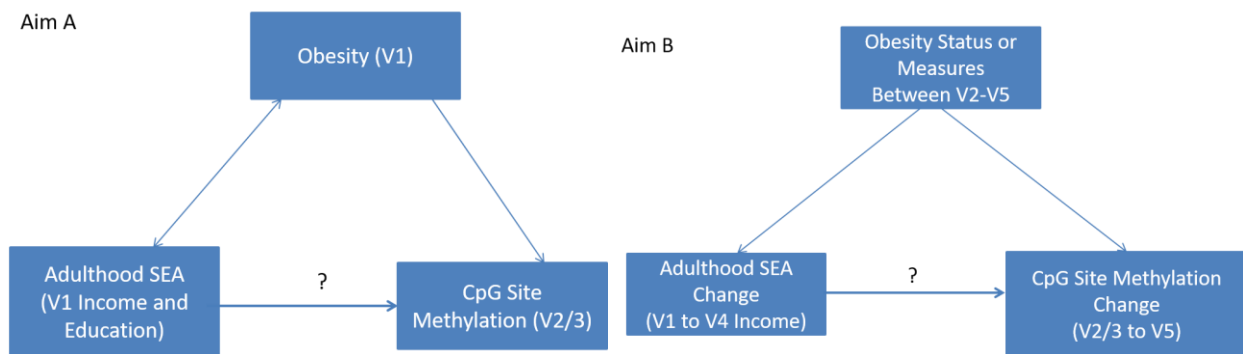 Aim A
Obesity (V1)
Adulthood SEA
(V1 Income and
Education)
?
CpG Site
Methylation (V2/3)
Aim B
Obesity Status or
Measures
Between V2-V5
Adulthood SEA
Change
(V1 to V4 Income)
?
CpG Site Methylation
Change
(V2/3 to V5)